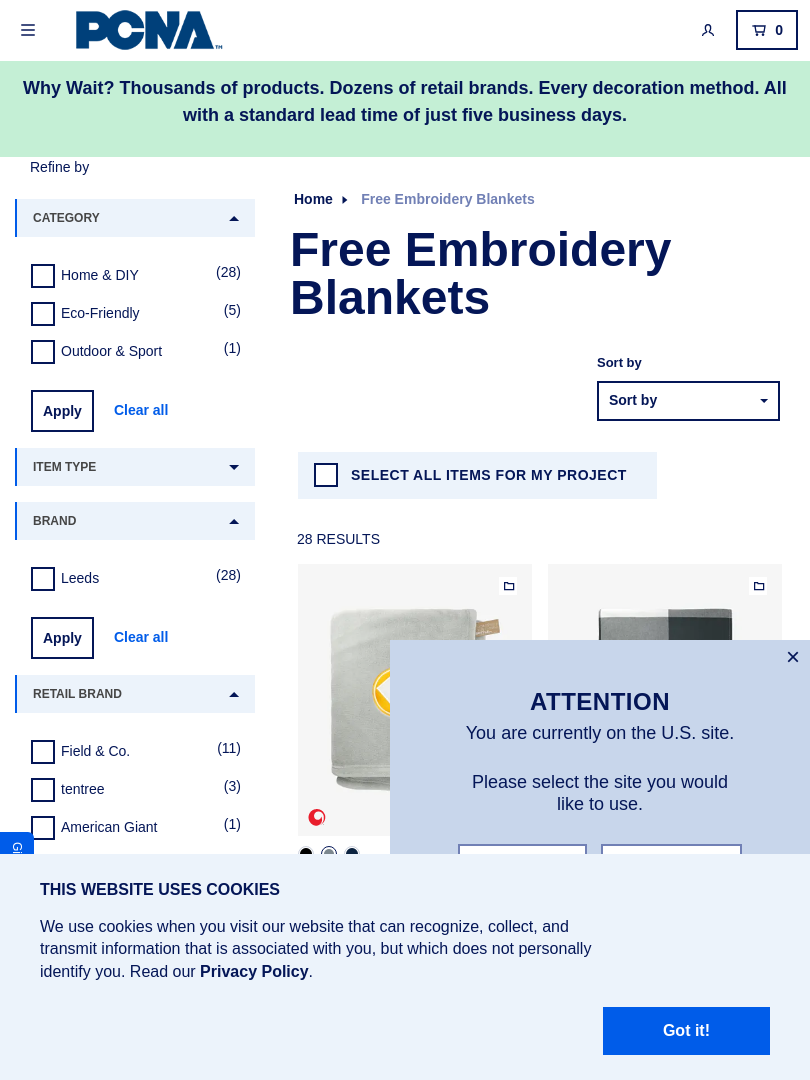 PCNA™
0
Why Wait? Thousands of products. Dozens of retail brands. Every decoration method. All
with a standard lead time of just five business days.
Refine by
CATEGORY
Home & DIY (28)
Eco-Friendly (5)
Outdoor & Sport (1)
Apply Clear all
ITEM TYPE
BRAND
Leeds (28)
Apply Clear all
RETAIL BRAND
Field & Co. (11)
tentree (3)
American Giant (1)
Home Free Embroidery Blankets
Free Embroidery
Blankets
Sort by
Sort by
SELECT ALL ITEMS FOR MY PROJECT
28 RESULTS
ATTENTION
You are currently on the U.S. site.
Please select the site you would
like to use.
THIS WEBSITE USES COOKIES
We use cookies when you visit our website that can recognize, collect, and
transmit information that is associated with you, but which does not personally
identify you. Read our Privacy Policy.
Got it!